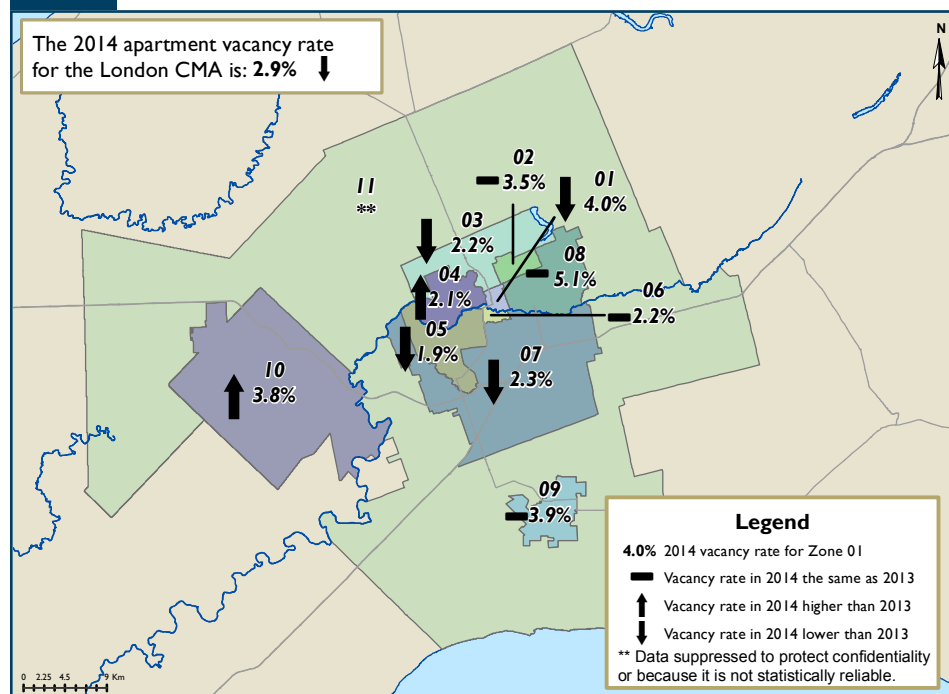 The 2014 apartment vacancy rate
for the London CMA is: 2.9%
N
02
3.5%
01
4.0%
11
**
03
2.2%
08
5.1%
04
2.1%
06
2.2%
05
1.9%
07
2.3%
10
3.8%
09
3.9%
Legend
4.0% 2014 vacancy rate for Zone 01
Vacancy rate in 2014 the same as 2013
Vacancy rate in 2014 higher than 2013
Vacancy rate in 2014 lower than 2013
** Data suppressed to protect confidentiality
or because it is not statistically reliable.
0 2.25 4.5 9 Km